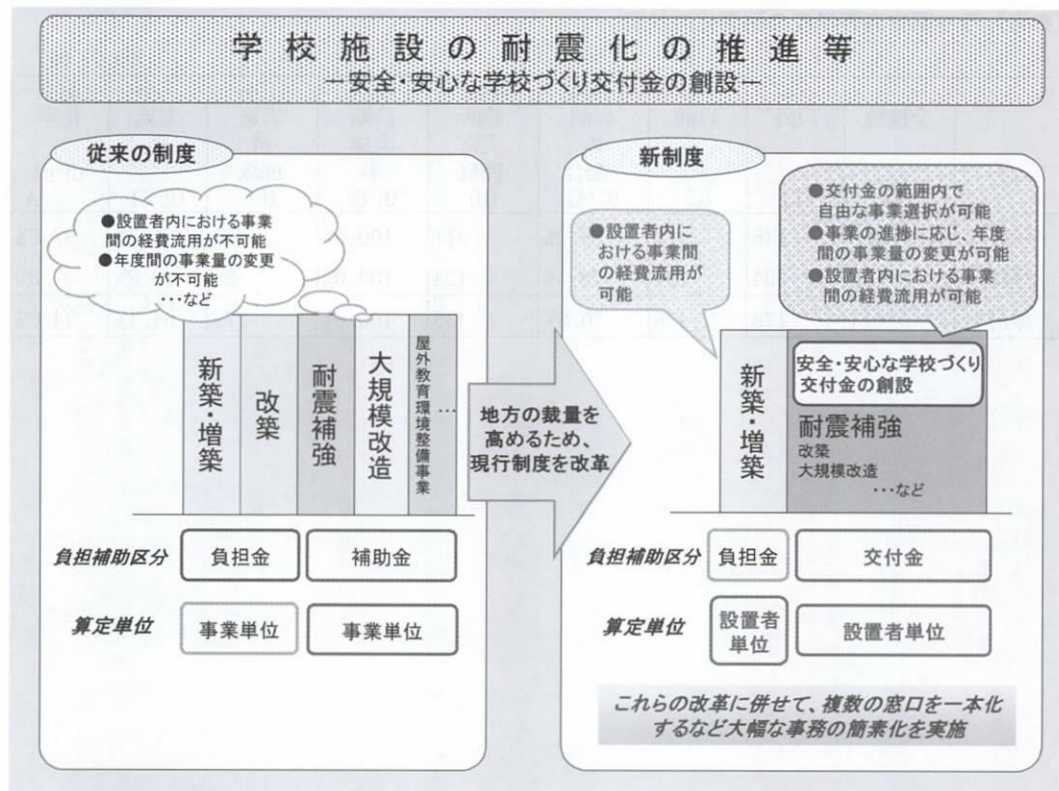 学校施設の耐震化の推進等
―安全・安心な学校づくり交付金の創設―
従来の制度
●設置者内における事業
間の経費流用が不可能
●年度間の事業量の変更
が不可能
…など
新築・増築
改築
耐震補強
大規模改造
屋外教育環境整備事業
…
負担補助区分
負担金
補助金
算定単位
事業単位
事業単位
地方の裁量を
高めるため、
現行制度を改革
新制度
●設置者内に
おける事業間
の経費流用が
可能
●交付金の範囲内で
自由な事業選択が可能
●事業の進捗に応じ、年度
間の事業量の変更が可能
●設置者内における事業
間の経費流用が可能
新築・増築
安全・安心な学校づくり
交付金の創設
耐震補強
改築
大規模改造
…など
負担補助区分
負担金
交付金
算定単位
設置者
単位
設置者単位
これらの改革に併せて、複数の窓口を一本化
するなど大幅な事務の簡素化を実施